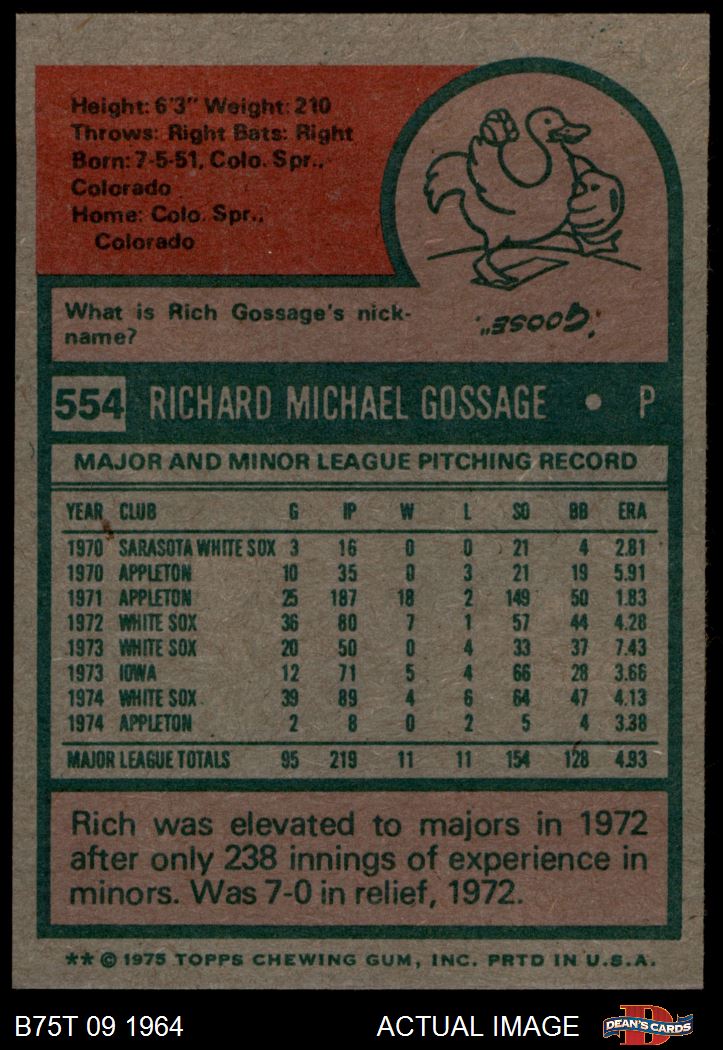 Height: 6'3" Weight: 210
Throws: Right Bats: Right
Born: 7-5-51, Colo. Spr.,
Colorado
Home: Colo. Spr.,
Colorado
What is Rich Gossage's nick-
name?
"GOOSE"
554 RICHARD MICHAEL GOSSAGE • P
MAJOR AND MINOR LEAGUE PITCHING RECORD
YEAR CLUB G IP W L SO BB ERA
1970 SARASOTA WHITE SOX 3 16 0 0 21 4 2.81
1970 APPLETON 10 35 0 3 21 19 5.91
1971 APPLETON 25 187 18 2 149 50 1.83
1972 WHITE SOX 36 80 7 1 57 44 4.28
1973 WHITE SOX 20 50 0 4 33 37 7.43
1973 IOWA 12 71 5 4 66 28 3.66
1974 WHITE SOX 39 89 4 6 64 47 4.13
1974 APPLETON 2 8 0 2 5 4 3.38
MAJOR LEAGUE TOTALS 95 219 11 11 154 128 4.93
Rich was elevated to majors in 1972
after only 238 innings of experience in
minors. Was 7-0 in relief, 1972.
** © 1975 TOPPS CHEWING GUM, INC. PRTD IN U.S.A.
B75T 09 1964 ACTUAL IMAGE
D
DEAN'S CARDS